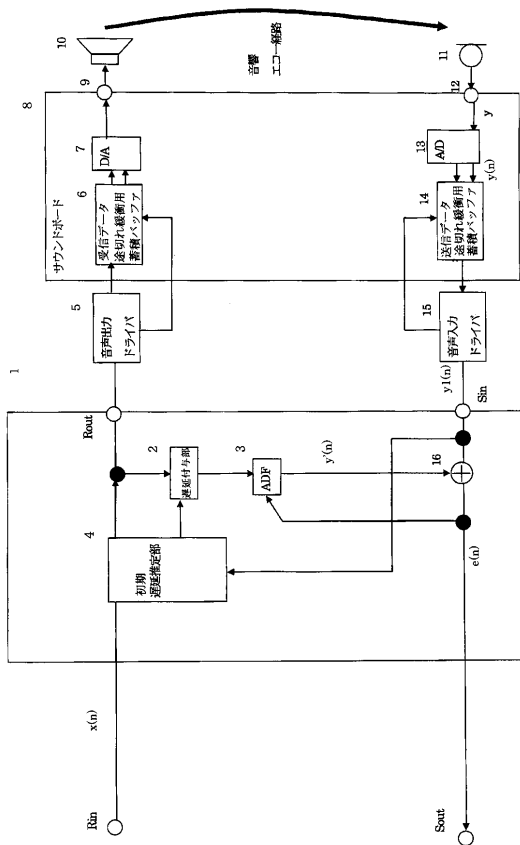 8
サウンドボード
10
9
7
D/A
6
受信データ
途切れ緩衝用
蓄積バッファ
5
音声出力
ドライバ
音響
エコー経路
11
12
y
13
A/D
y(n)
14
送信データ
途切れ緩衝用
蓄積バッファ
15
音声入力
ドライバ
y1(n)
1
Rout
Sin
2
遅延付与部
3
ADF
y'(n)
16
4
初期
遅延推定部
e(n)
x(n)
Rin
Sout